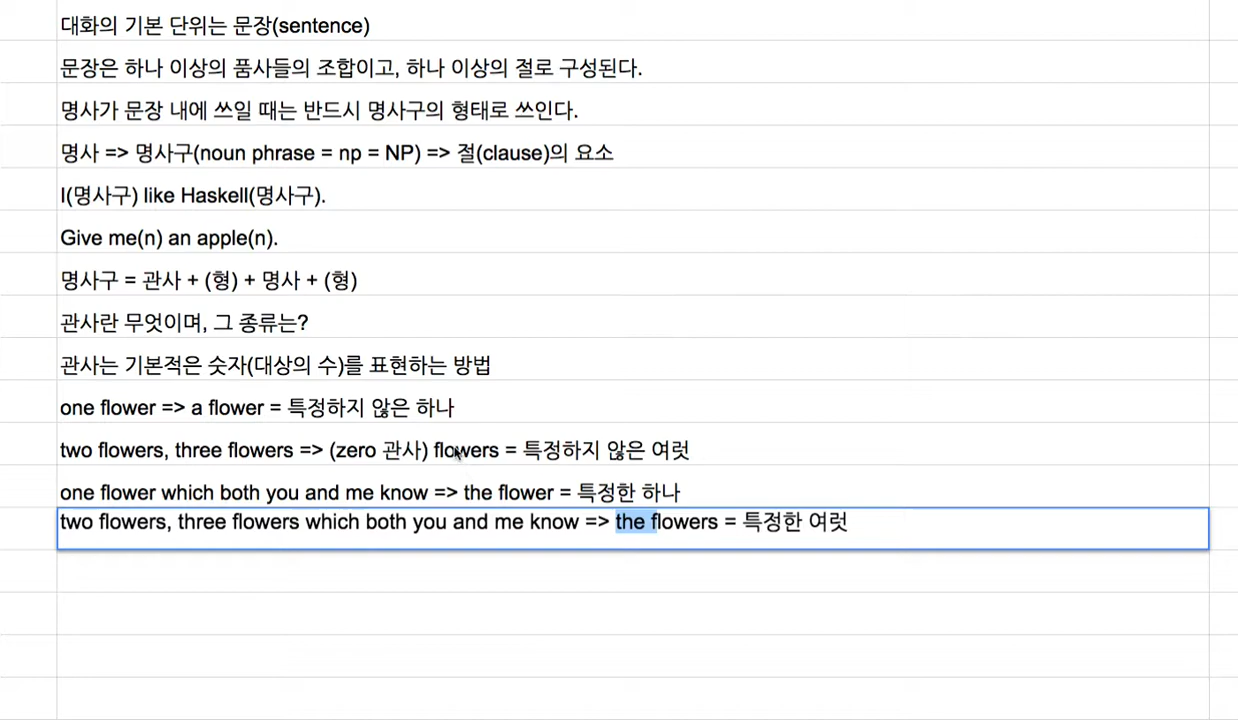 대화의 기본 단위는 문장(sentence)
문장은 하나 이상의 품사들의 조합이고, 하나 이상의 절로 구성된다.
명사가 문장 내에 쓰일 때는 반드시 명사구의 형태로 쓰인다.
명사 => 명사구(noun phrase = np = NP) => 절(clause)의 요소
I(명사구) like Haskell(명사구).
Give me(n) an apple(n).
명사구 = 관사 + (형) + 명사 + (형)
관사란 무엇이며, 그 종류는?
관사는 기본적은 숫자(대상의 수)를 표현하는 방법
one flower => a flower = 특정하지 않은 하나
two flowers, three flowers => (zero 관사) flowers = 특정하지 않은 여럿
one flower which both you and me know => the flower = 특정한 하나
two flowers, three flowers which both you and me know => the flowers = 특정한 여럿